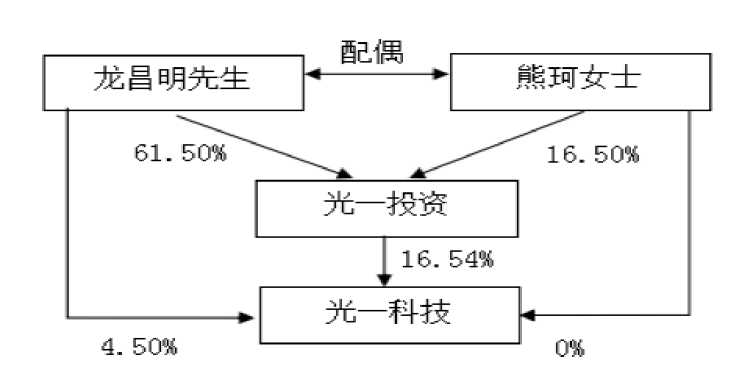 配偶
龙昌明先生
熊珂女士
61.50%
16.50%
光一投资
16.54%
光一科技
4.50%
0%